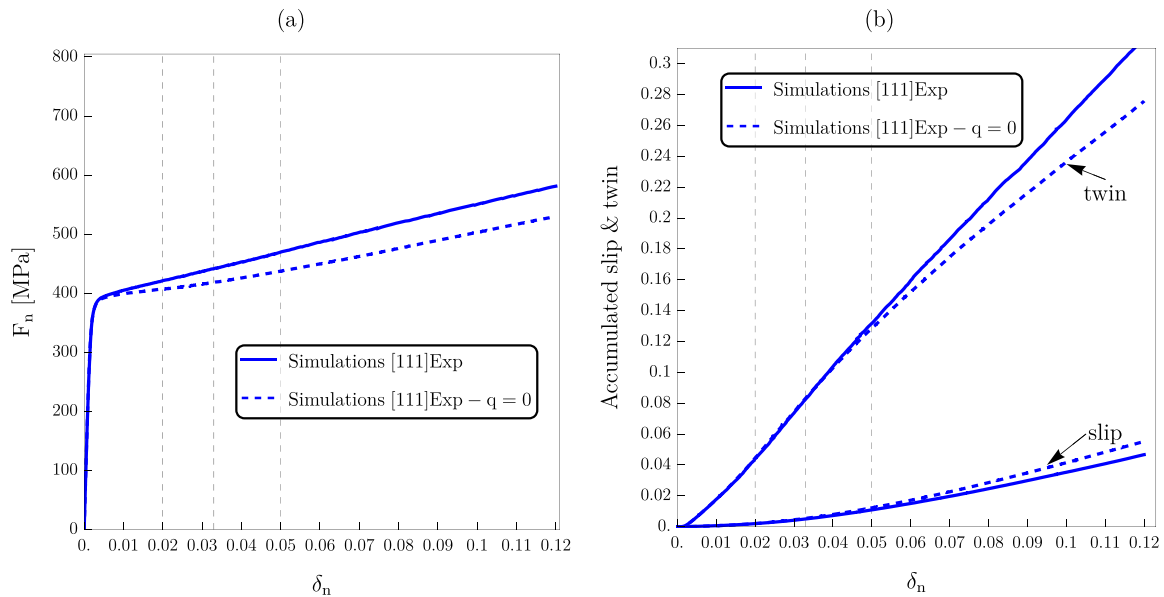 (a)
800
700
600
500
400
300
200
100
0
F_n [MPa]
Simulations [111]Exp
Simulations [111]Exp − q = 0
0. 0.01 0.02 0.03 0.04 0.05 0.06 0.07 0.08 0.09 0.1 0.11 0.12
δ_n
(b)
0.3
0.28
0.26
0.24
0.22
0.2
0.18
0.16
0.14
0.12
0.1
0.08
0.06
0.04
0.02
0.
Accumulated slip & twin
Simulations [111]Exp
Simulations [111]Exp − q = 0
twin
slip
0. 0.01 0.02 0.03 0.04 0.05 0.06 0.07 0.08 0.09 0.1 0.11 0.12
δ_n